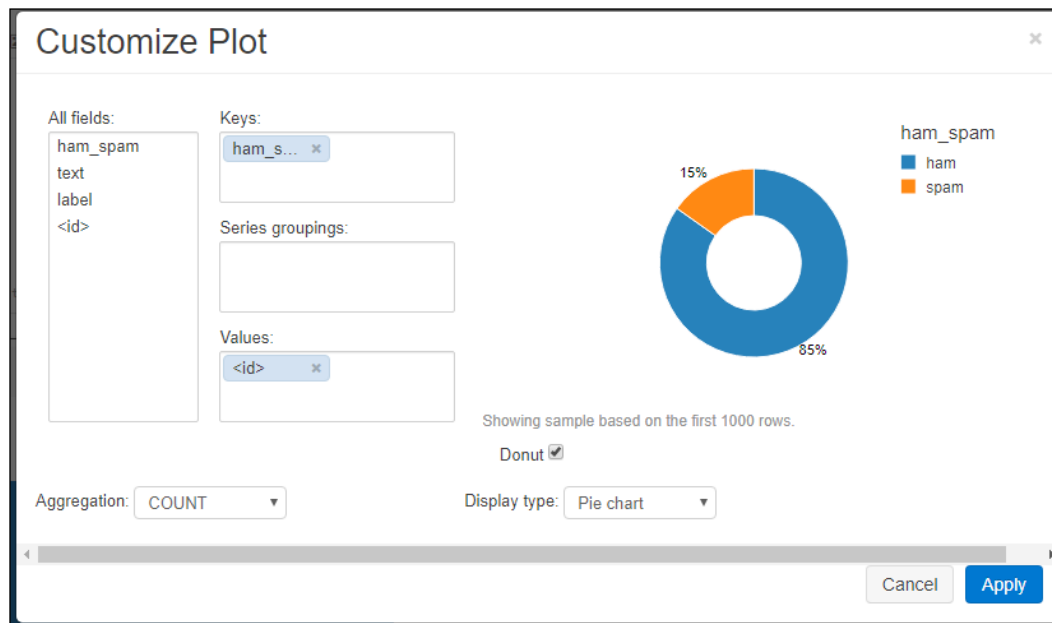 Customize Plot
×
All fields:
ham_spam
text
label
<id>
Keys:
ham_s... ×
Series groupings:
Values:
<id> ×
15%
85%
ham_spam
ham
spam
Showing sample based on the first 1000 rows.
Donut
Aggregation: COUNT
Display type: Pie chart
Cancel
Apply